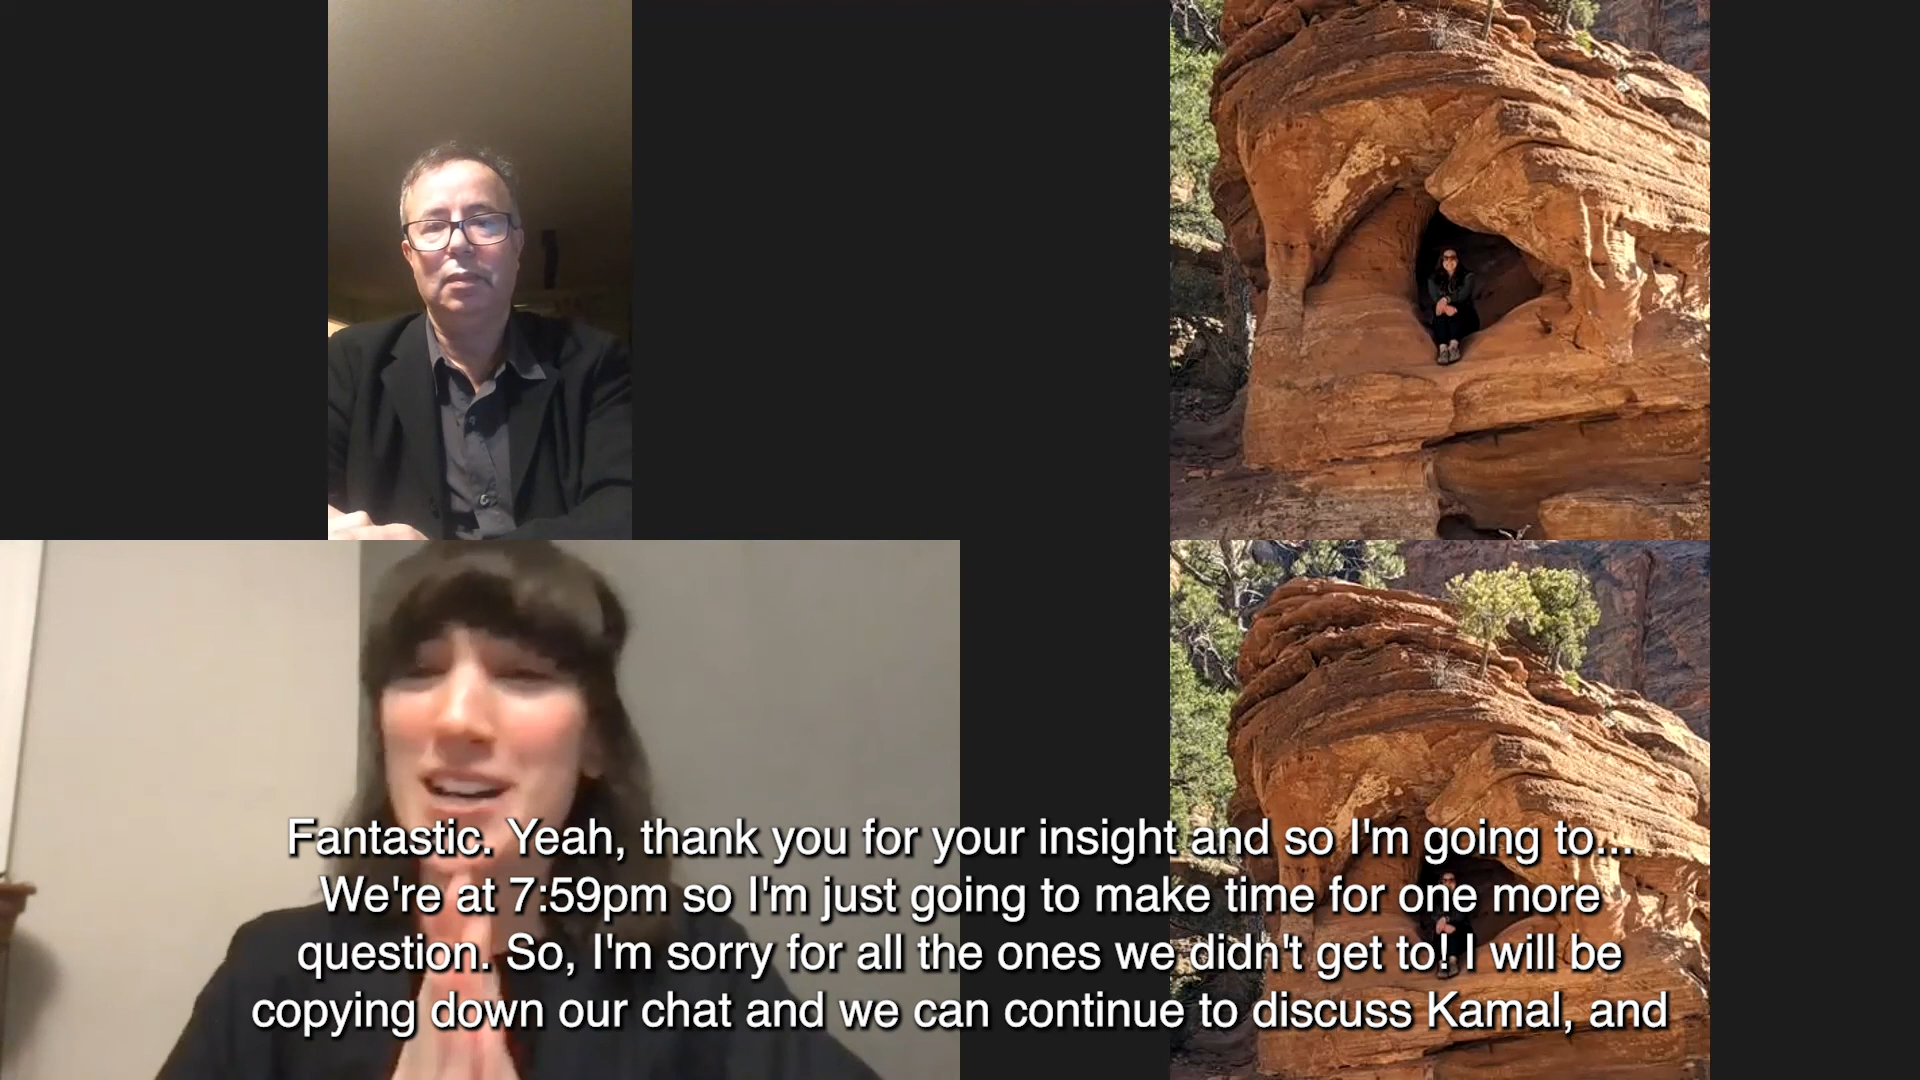 Fantastic. Yeah, thank you for your insight and so I'm going to...
We're at 7:59pm so I'm just going to make time for one more
question. So, I'm sorry for all the ones we didn't get to! I will be
copying down our chat and we can continue to discuss Kamal, and